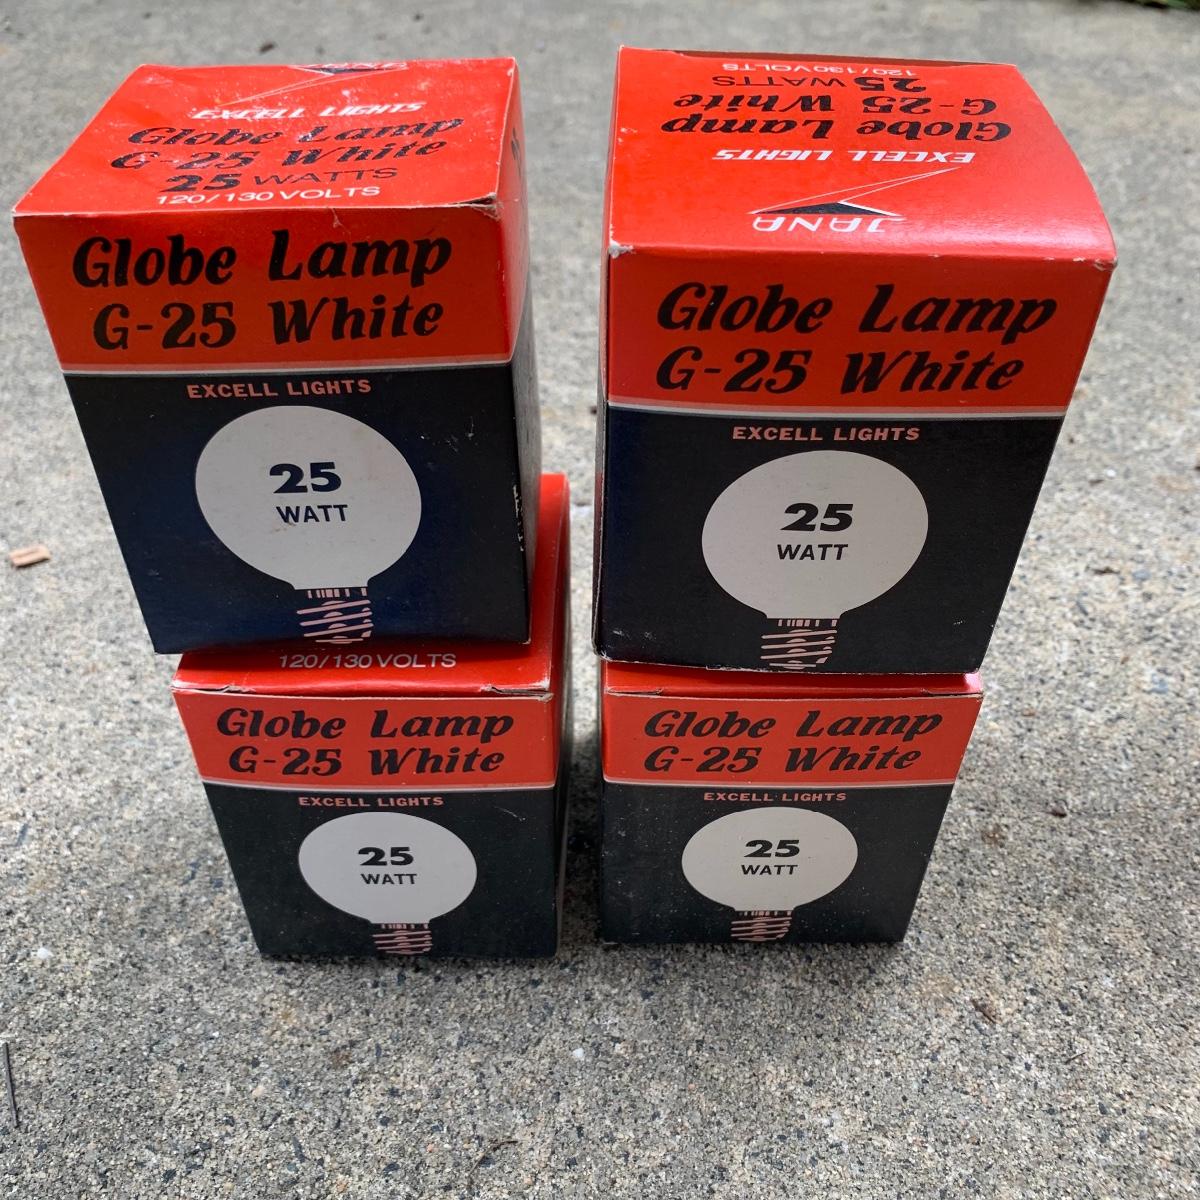 JANA
EXCELL LIGHTS
Globe Lamp
G-25 White
25 WATTS
120/130 VOLTS
Globe Lamp
G-25 White
EXCELL LIGHTS
25
WATT
JANA
EXCELL LIGHTS
Globe Lamp
G-25 White
25 WATTS
120/130 VOLTS
Globe Lamp
G-25 White
EXCELL LIGHTS
25
WATT
120/130 VOLTS
Globe Lamp
G-25 White
EXCELL LIGHTS
25
WATT
Globe Lamp
G-25 White
EXCELL LIGHTS
25
WATT